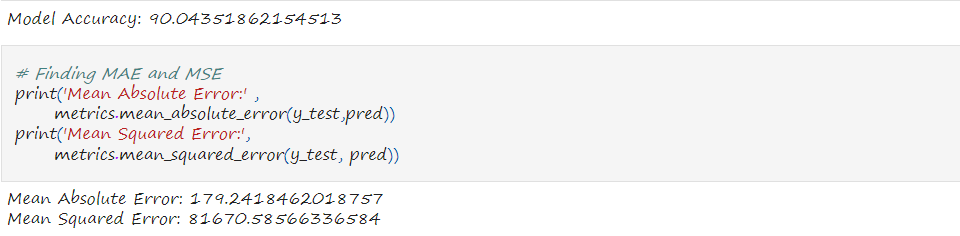 Model Accuracy: 90.04351862154513
# Finding MAE and MSE
print('Mean Absolute Error:' ,
metrics.mean_absolute_error(y_test,pred))
print('Mean Squared Error:',
metrics.mean_squared_error(y_test, pred))
Mean Absolute Error: 179.2418462018757
Mean Squared Error: 81670.58566336584